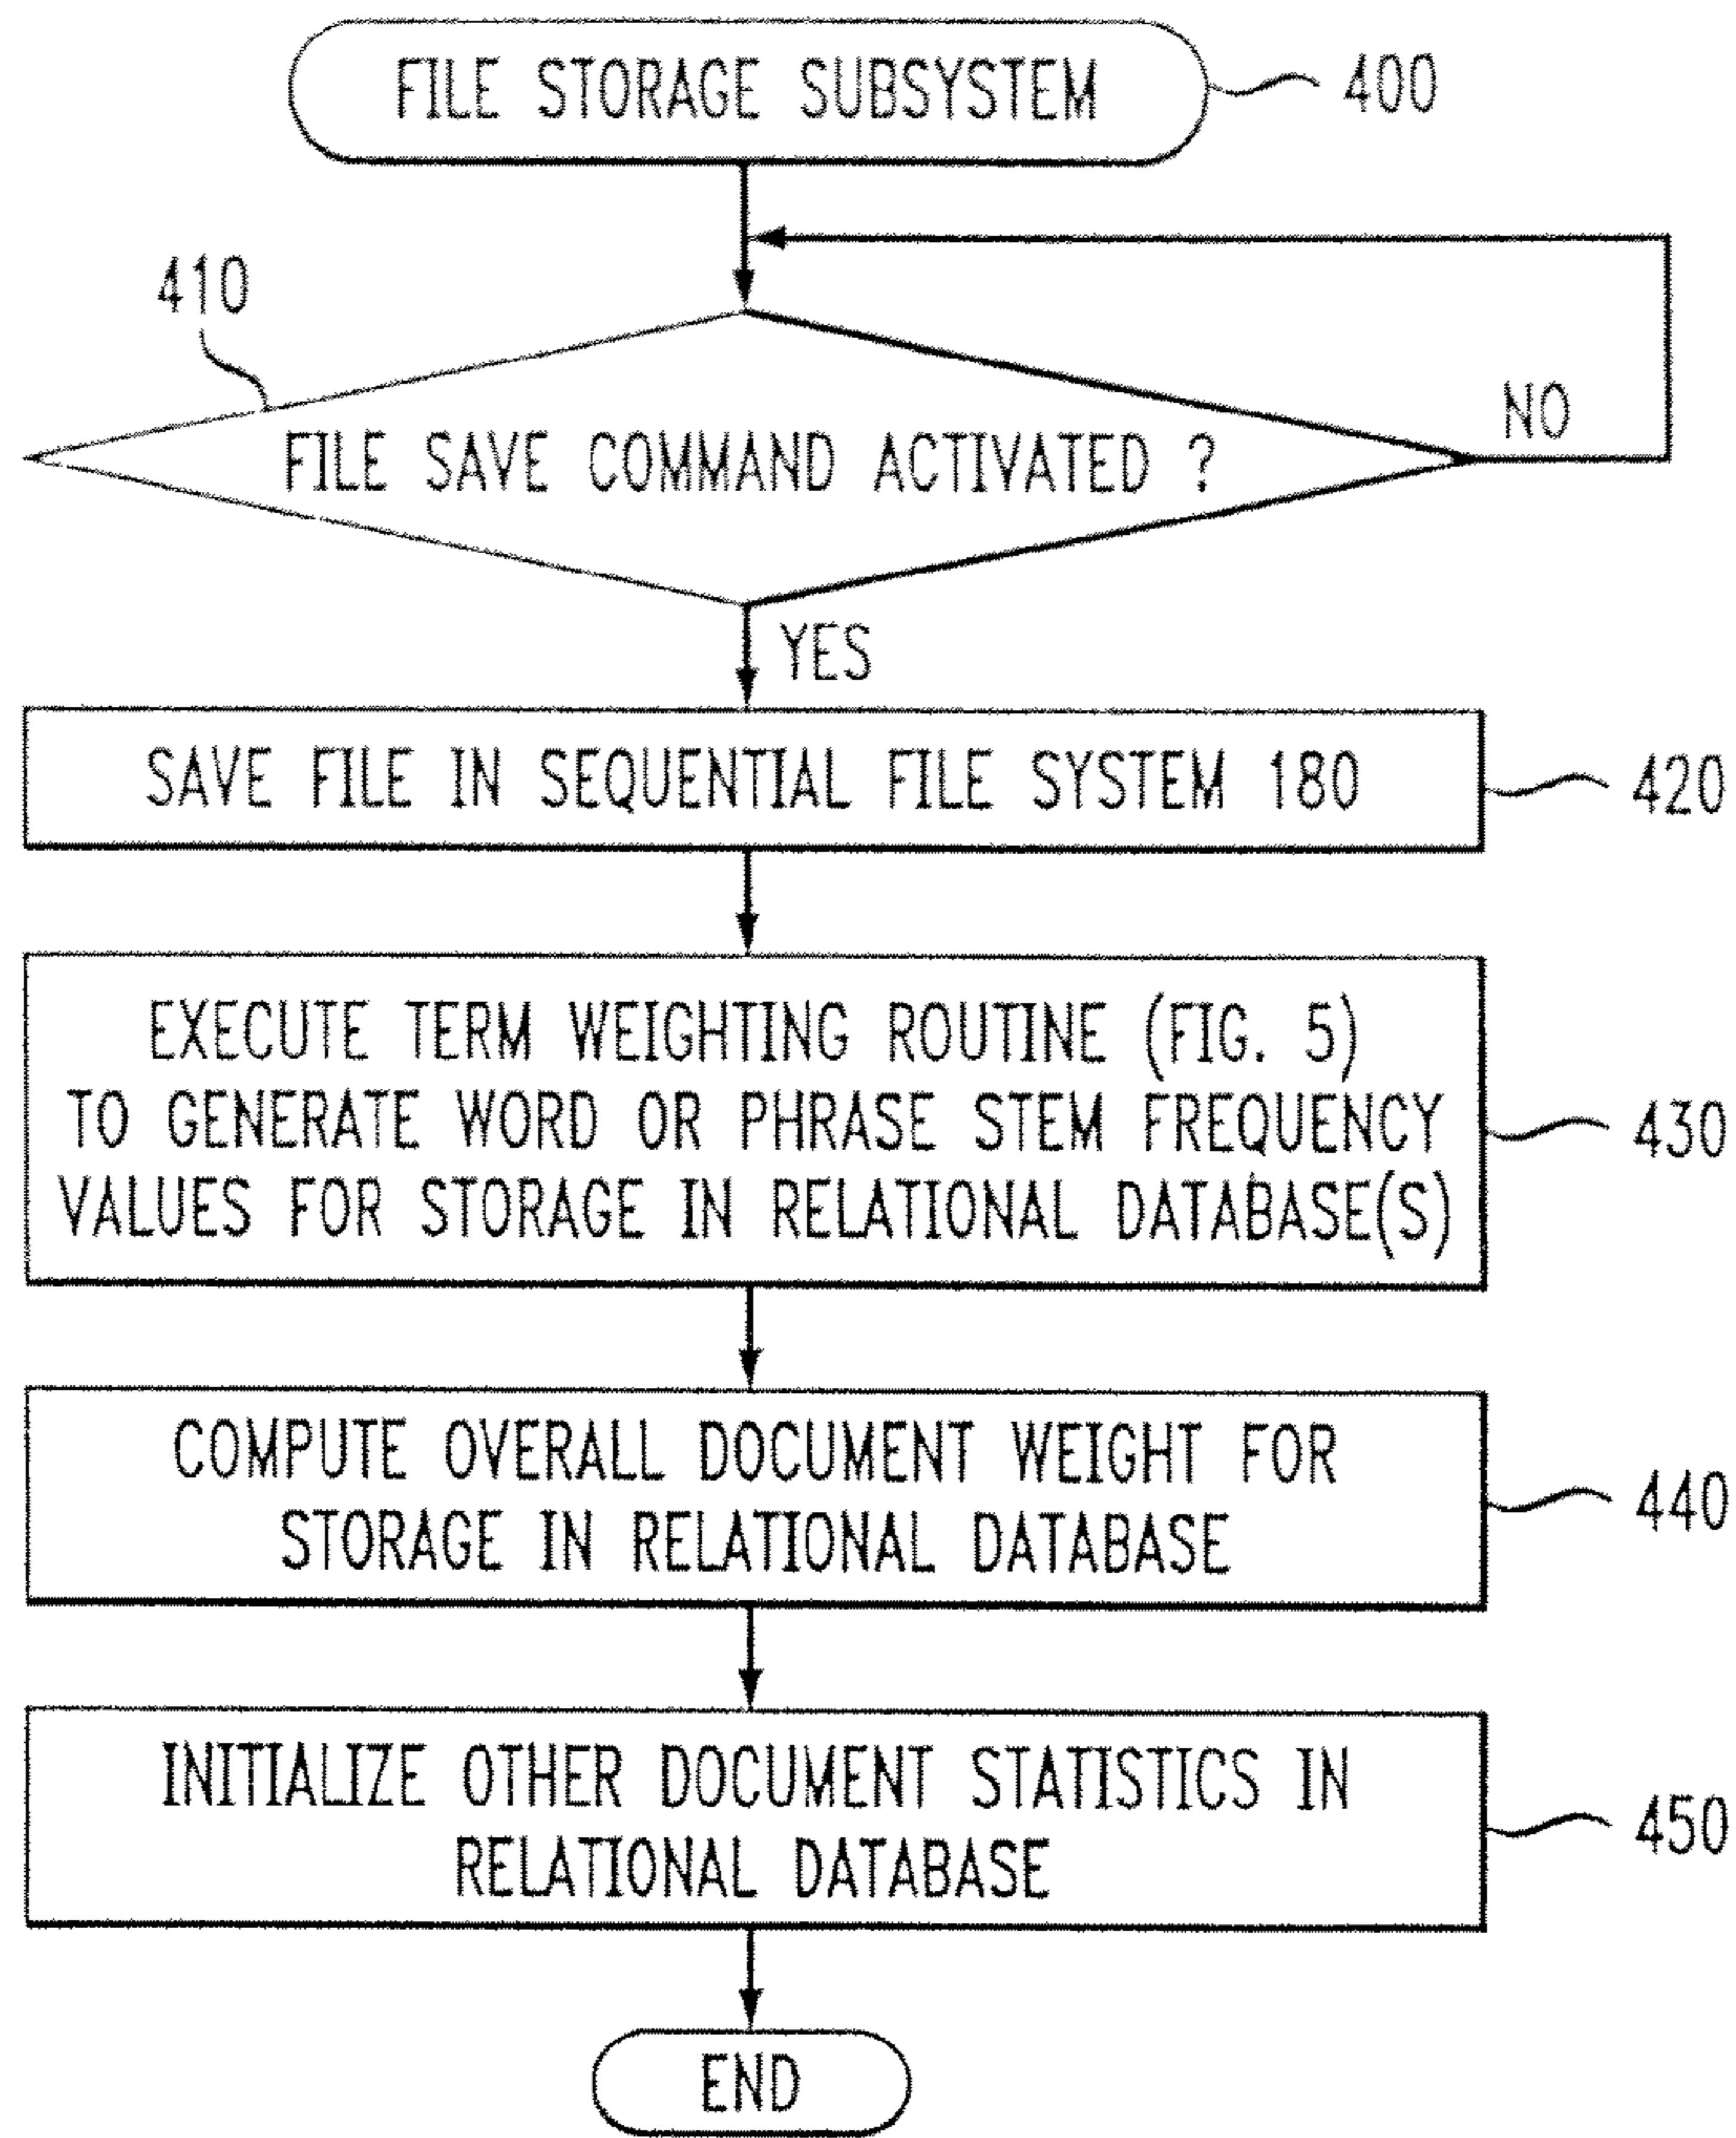 FILE STORAGE SUBSYSTEM
400
410
FILE SAVE COMMAND ACTIVATED ?
NO
YES
SAVE FILE IN SEQUENTIAL FILE SYSTEM 180
420
EXECUTE TERM WEIGHTING ROUTINE (FIG. 5)
TO GENERATE WORD OR PHRASE STEM FREQUENCY
VALUES FOR STORAGE IN RELATIONAL DATABASE(S)
430
COMPUTE OVERALL DOCUMENT WEIGHT FOR
STORAGE IN RELATIONAL DATABASE
440
INITIALIZE OTHER DOCUMENT STATISTICS IN
RELATIONAL DATABASE
450
END